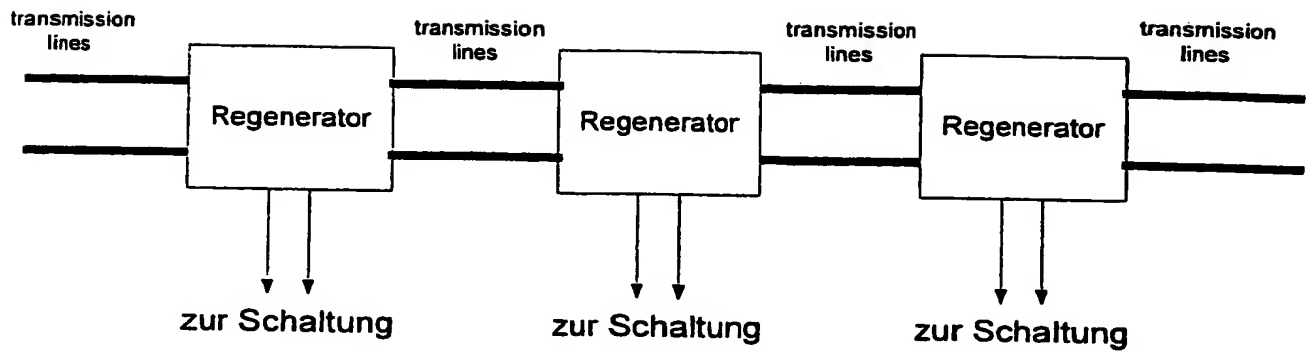 transmission
lines
transmission
lines
transmission
lines
transmission
lines
Regenerator
Regenerator
Regenerator
zur Schaltung
zur Schaltung
zur Schaltung